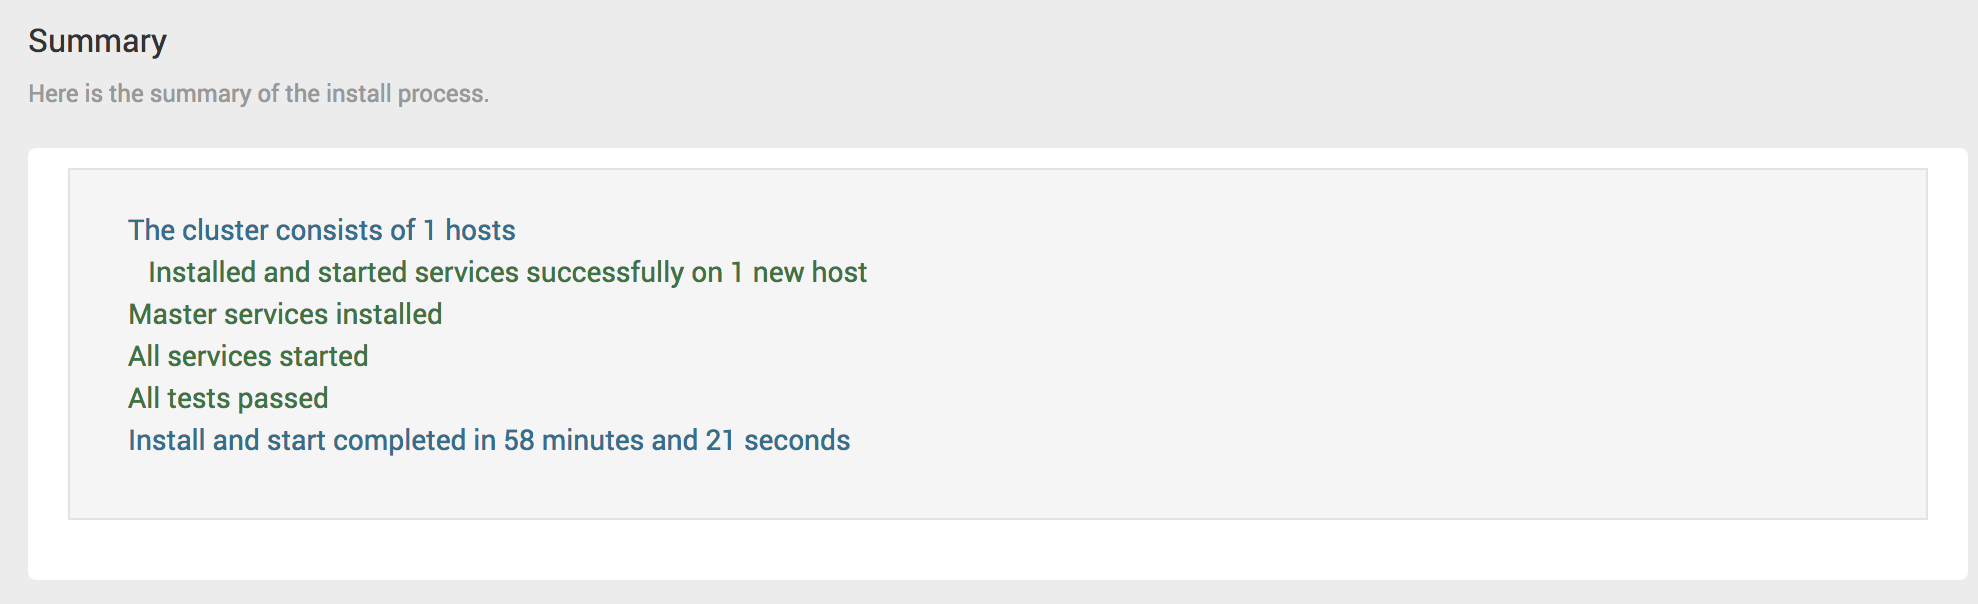 Summary
Here is the summary of the install process.
The cluster consists of 1 hosts
Installed and started services successfully on 1 new host
Master services installed
All services started
All tests passed
Install and start completed in 58 minutes and 21 seconds